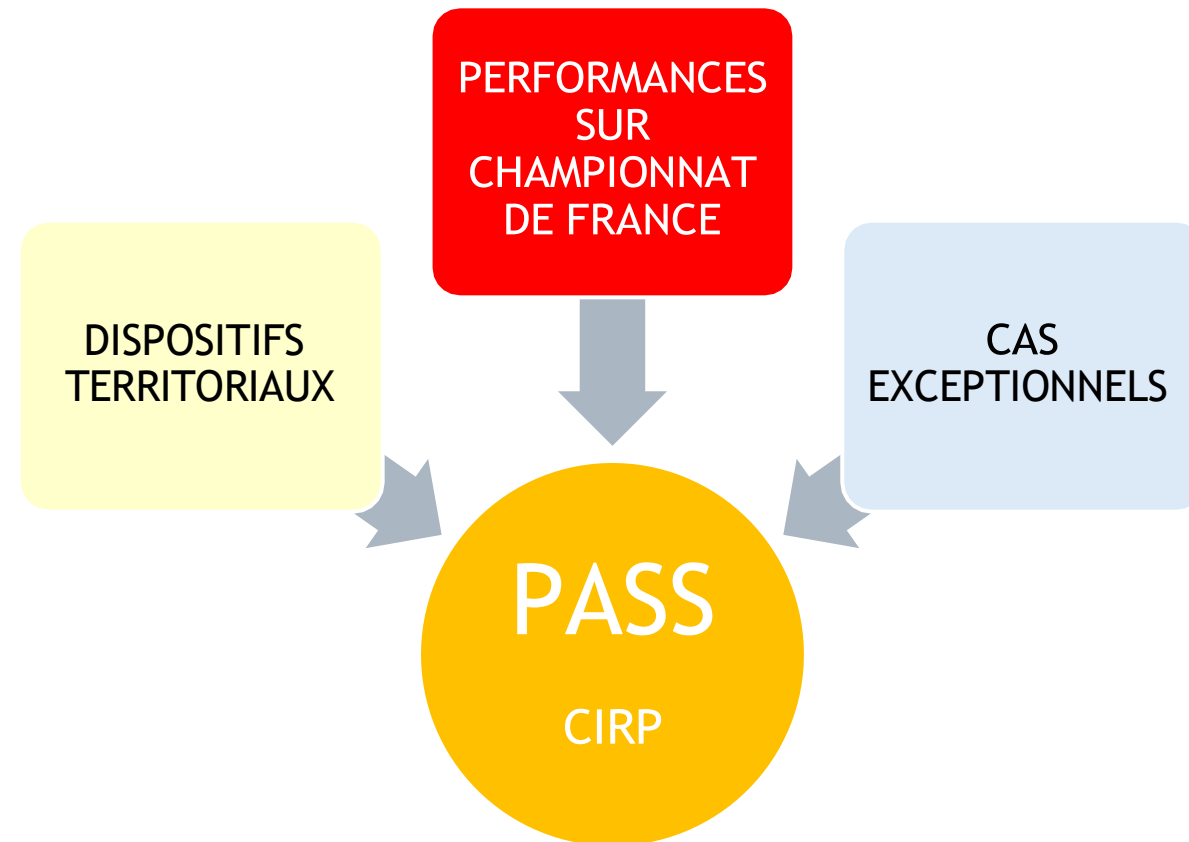 PERFORMANCES
SUR
CHAMPIONNAT
DE FRANCE
DISPOSITIFS
TERRITORIAUX
CAS
EXCEPTIONNELS
PASS
CIRP